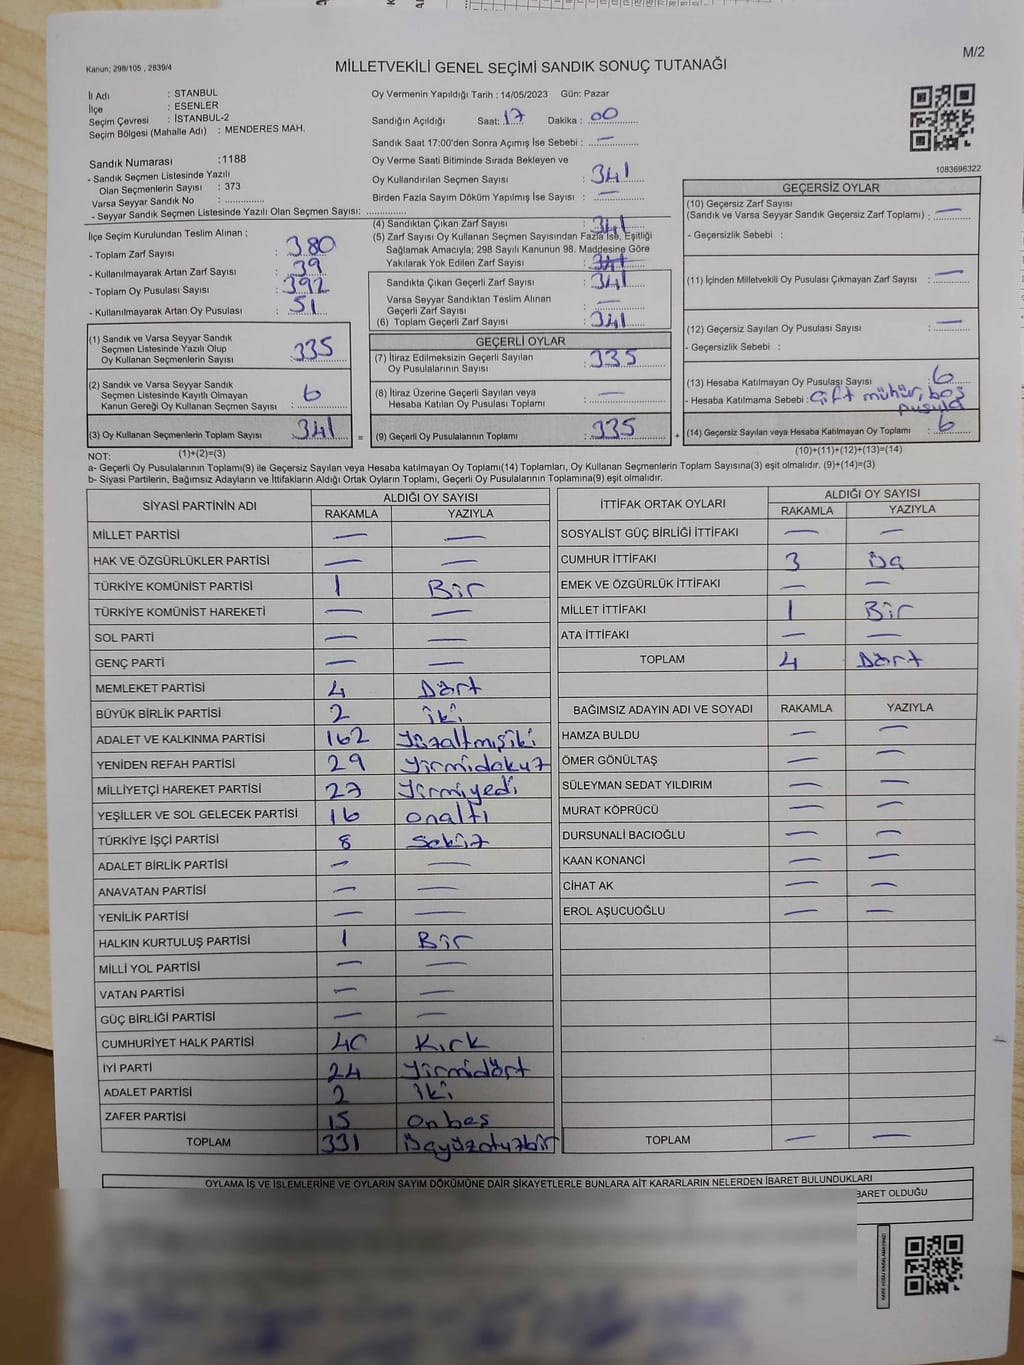 M/2
Kanun; 298/105 , 2839/4
MİLLETVEKİLİ GENEL SEÇİMİ SANDIK SONUÇ TUTANAĞI
İl Adı : STANBUL
İlçe : ESENLER
Seçim Çevresi : İSTANBUL-2
Seçim Bölgesi (Mahalle Adı) : MENDERES MAH.
Sandık Numarası :1188
- Sandık Seçmen Listesinde Yazılı
Olan Seçmenlerin Sayısı : 373
Varsa Seyyar Sandık No :
- Seyyar Sandık Seçmen Listesinde Yazılı Olan Seçmen Sayısı:
İlçe Seçim Kurulundan Teslim Alınan ;
- Toplam Zarf Sayısı : 380
- Kullanılmayarak Artan Zarf Sayısı : 39
- Toplam Oy Pusulası Sayısı : 392
- Kullanılmayarak Artan Oy Pusulası : 51
Oy Vermenin Yapıldığı Tarih : 14/05/2023 Gün: Pazar
Sandığın Açıldığı Saat: 17 Dakika : 00
Sandık Saat 17:00'den Sonra Açımış İse Sebebi : —
Oy Verme Saati Bitiminde Sırada Bekleyen ve
Oy Kullandırılan Seçmen Sayısı : 341
Birden Fazla Sayım Döküm Yapılmış İse Sayısı : —
(4) Sandıktan Çıkan Zarf Sayısı : 341
(5) Zarf Sayısı Oy Kullanan Seçmen Sayısından Fazla İse, Eşitliği
Sağlamak Amacıyla; 298 Sayılı Kanunun 98. Maddesine Göre
Yakılarak Yok Edilen Zarf Sayısı :
Sandıkta Çıkan Geçerli Zarf Sayısı : 341
Varsa Seyyar Sandıktan Teslim Alınan
Geçerli Zarf Sayısı : —
(6) Toplam Geçerli Zarf Sayısı : 341
1083696322
GEÇERSİZ OYLAR
(10) Geçersiz Zarf Sayısı
(Sandık ve Varsa Seyyar Sandık Geçersiz Zarf Toplamı) : —
- Geçersizlik Sebebi :
(11) İçinden Milletvekili Oy Pusulası Çıkmayan Zarf Sayısı : —
(12) Geçersiz Sayılan Oy Pusulası Sayısı : —
- Geçersizlik Sebebi :
(13) Hesaba Katılmayan Oy Pusulası Sayısı : 6
- Hesaba Katılmama Sebebi : Çift mühür, boş
pusula
(14) Geçersiz Sayılan veya Hesaba Katılmayan Oy Toplamı : 6
(10)+(11)+(12)+(13)=(14)
(1) Sandık ve Varsa Seyyar Sandık
Seçmen Listesinde Yazılı Olup
Oy Kullanan Seçmenlerin Sayısı : 335
(2) Sandık ve Varsa Seyyar Sandık
Seçmen Listesinde Kayıtlı Olmayan
Kanun Gereği Oy Kullanan Seçmen Sayısı : 6
(3) Oy Kullanan Seçmenlerin Toplam Sayısı : 341 =
(1)+(2)=(3)
GEÇERLİ OYLAR
(7) İtiraz Edilmeksizin Geçerli Sayılan
Oy Pusulalarının Sayısı : 335
(8) İtiraz Üzerine Geçerli Sayılan veya
Hesaba Katılan Oy Pusulası Toplamı : —
(9) Geçerli Oy Pusulalarının Toplamı : 335 +
NOT:
a- Geçerli Oy Pusulalarının Toplamı(9) ile Geçersiz Sayılan veya Hesaba katılmayan Oy Toplamı(14) Toplamları, Oy Kullanan Seçmenlerin Toplam Sayısına(3) eşit olmalıdır. (9)+(14)=(3)
b- Siyasi Partilerin, Bağımsız Adayların ve İttifakların Aldığı Ortak Oyların Toplamı, Geçerli Oy Pusulalarının Toplamına(9) eşit olmalıdır.
SİYASİ PARTİNİN ADI ALDIĞI OY SAYISI
RAKAMLA YAZIYLA
MİLLET PARTİSİ — —
HAK VE ÖZGÜRLÜKLER PARTİSİ — —
TÜRKİYE KOMÜNİST PARTİSİ 1 Bir
TÜRKİYE KOMÜNİST HAREKETİ — —
SOL PARTİ — —
GENÇ PARTİ — —
MEMLEKET PARTİSİ 4 Dört
BÜYÜK BİRLİK PARTİSİ 2 iki
ADALET VE KALKINMA PARTİSİ 162 Yüzaltmışiki
YENİDEN REFAH PARTİSİ 29 Yirmidokuz
MİLLİYETÇİ HAREKET PARTİSİ 27 Yirmiyedi
YEŞİLLER VE SOL GELECEK PARTİSİ 16 onaltı
TÜRKİYE İŞÇİ PARTİSİ 8 Sekiz
ADALET BİRLİK PARTİSİ — —
ANAVATAN PARTİSİ — —
YENİLİK PARTİSİ — —
HALKIN KURTULUŞ PARTİSİ 1 Bir
MİLLİ YOL PARTİSİ — —
VATAN PARTİSİ — —
GÜÇ BİRLİĞİ PARTİSİ — —
CUMHURİYET HALK PARTİSİ 40 Kırk
İYİ PARTİ 24 Yirmidört
ADALET PARTİSİ 2 İki
ZAFER PARTİSİ 15 onbeş
TOPLAM 331 Üçyüzotuzbir
İTTİFAK ORTAK OYLARI ALDIĞI OY SAYISI
RAKAMLA YAZIYLA
SOSYALİST GÜÇ BİRLİĞİ İTTİFAKI — —
CUMHUR İTTİFAKI 3 Üç
EMEK VE ÖZGÜRLÜK İTTİFAKI — —
MİLLET İTTİFAKI 1 Bir
ATA İTTİFAKI — —
TOPLAM 4 Dört
BAĞIMSIZ ADAYIN ADI VE SOYADI RAKAMLA YAZIYLA
HAMZA BULDU — —
ÖMER GÖNÜLTAŞ — —
SÜLEYMAN SEDAT YILDIRIM — —
MURAT KÖPRÜCÜ — —
DURSUNALİ BACIOĞLU — —
KAAN KONANCİ — —
CİHAT AK — —
EROL AŞUCUOĞLU — —
TOPLAM — —
OYLAMA İŞ VE İŞLEMLERİNE VE OYLARIN SAYIM DÖKÜMÜNE DAİR ŞİKAYETLERLE BUNLARA AİT KARARLARIN NELERDEN İBARET BULUNDUKLARI
BARET OLDUĞU
KARE KODU KARALAMAYINIZ!